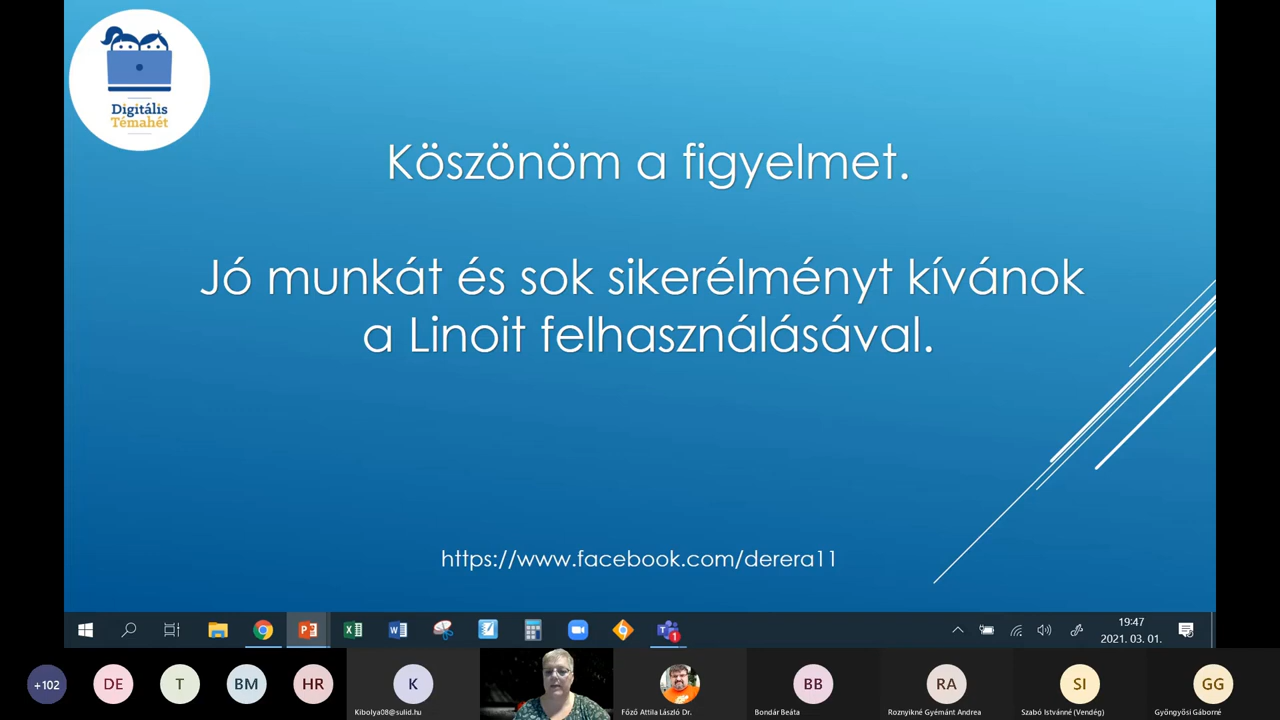 Digitális
Témahét
Köszönöm a figyelmet.
Jó munkát és sok sikerélményt kívánok
a Linoit felhasználásával.
https://www.facebook.com/derera11
19:47
2021. 03. 01.
+102
DE
T
BM
HR
K
BB
RA
SI
GG
Kibolya08@sulid.hu
Főző Attila László Dr.
Bondár Beáta
Roznyikné Gyémánt Andrea
Szabó Istvánné (Vendég)
Gyöngyösi Gáborné